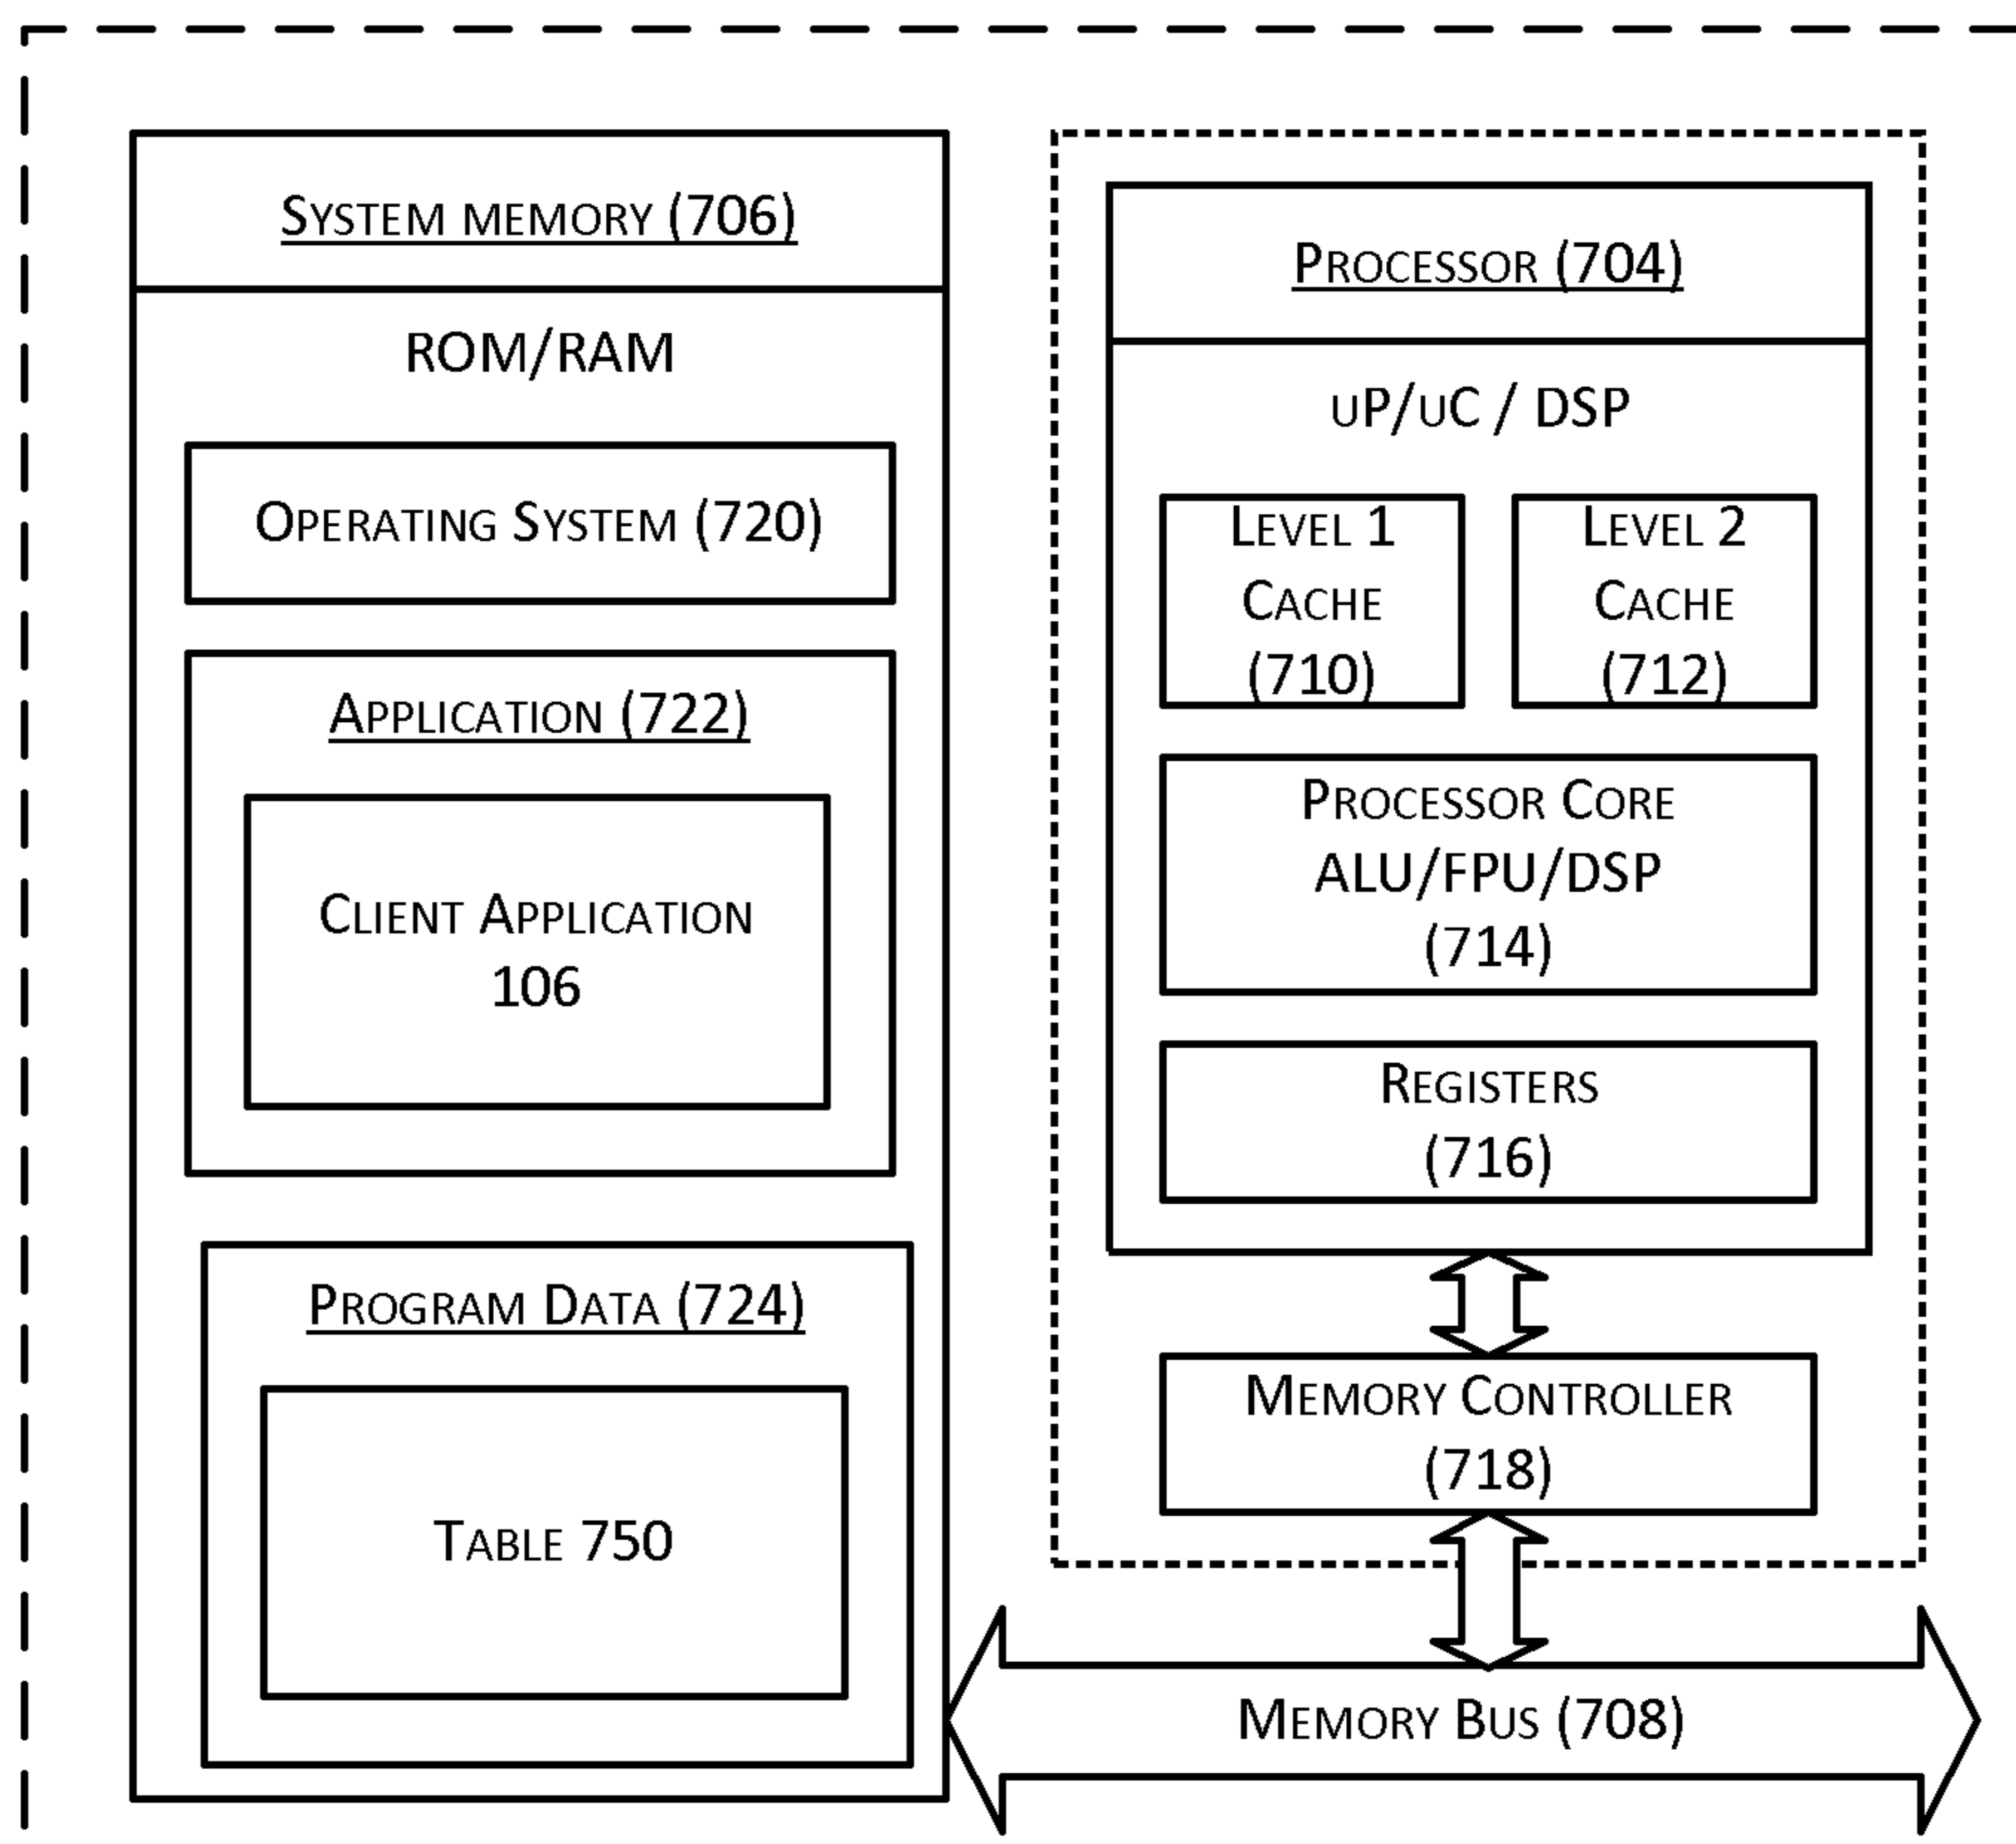 SYSTEM MEMORY (706)
ROM/RAM
OPERATING SYSTEM (720)
APPLICATION (722)
CLIENT APPLICATION
106
PROGRAM DATA (724)
TABLE 750
PROCESSOR (704)
UP/UC / DSP
LEVEL 1
CACHE
(710)
LEVEL 2
CACHE
(712)
PROCESSOR CORE
ALU/FPU/DSP
(714)
REGISTERS
(716)
MEMORY CONTROLLER
(718)
MEMORY BUS (708)